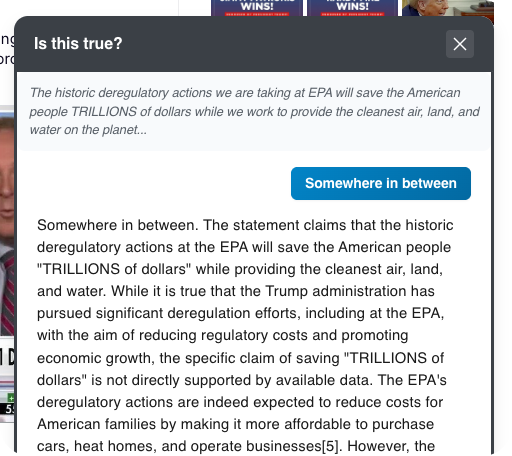 WINS!
WINS!
Is this true?
The historic deregulatory actions we are taking at EPA will save the American
people TRILLIONS of dollars while we work to provide the cleanest air, land, and
water on the planet...
Somewhere in between
Somewhere in between. The statement claims that the historic
deregulatory actions at the EPA will save the American people
"TRILLIONS of dollars" while providing the cleanest air, land,
and water. While it is true that the Trump administration has
pursued significant deregulation efforts, including at the EPA,
with the aim of reducing regulatory costs and promoting
economic growth, the specific claim of saving "TRILLIONS of
dollars" is not directly supported by available data. The EPA's
deregulatory actions are indeed expected to reduce costs for
American families by making it more affordable to purchase
cars, heat homes, and operate businesses[5]. However, the